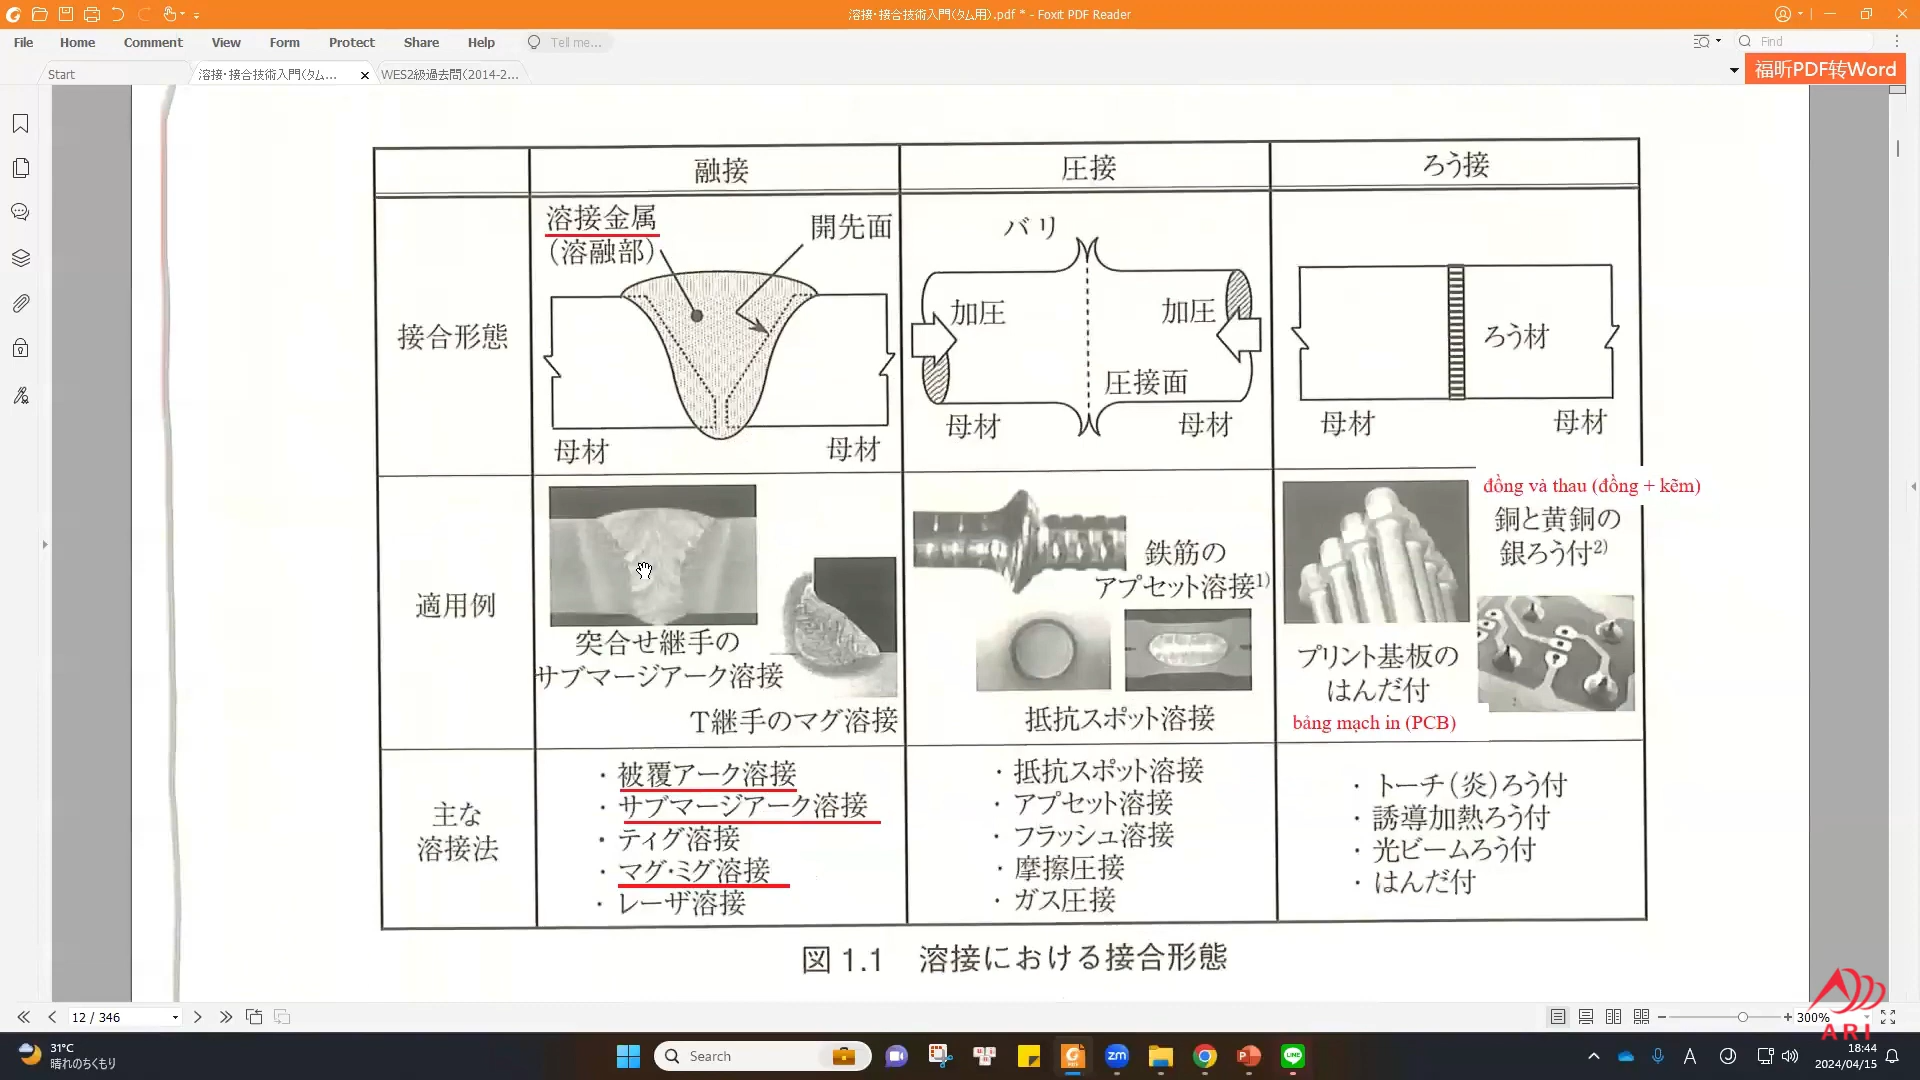 溶接・接合技術入門(タム用).pdf * - Foxit PDF Reader
File Home Comment View Form Protect Share Help Tell me... Find
Start 溶接・接合技術入門(タム... WES2級過去問(2014-2...
福昕PDF转Word
融接 圧接 ろう接
接合形態
溶接金属
(溶融部)
開先面
母材 母材
バリ
加圧 加圧
圧接面
母材 母材
ろう材
母材 母材
適用例
突合せ継手の
サブマージアーク溶接
T継手のマグ溶接
鉄筋の
アプセット溶接1)
抵抗スポット溶接
đồng và thau (đồng + kẽm)
銅と黄銅の
銀ろう付2)
プリント基板の
はんだ付
bảng mạch in (PCB)
主な
溶接法
・被覆アーク溶接
・サブマージアーク溶接
・ティグ溶接
・マグ・ミグ溶接
・レーザ溶接
・抵抗スポット溶接
・アプセット溶接
・フラッシュ溶接
・摩擦圧接
・ガス圧接
・トーチ(炎)ろう付
・誘導加熱ろう付
・光ビームろう付
・はんだ付
図 1.1 溶接における接合形態
12 / 346
300%
ARI
31°C
晴れのちくもり
Search
zm
LINE
A
18:44
2024/04/15